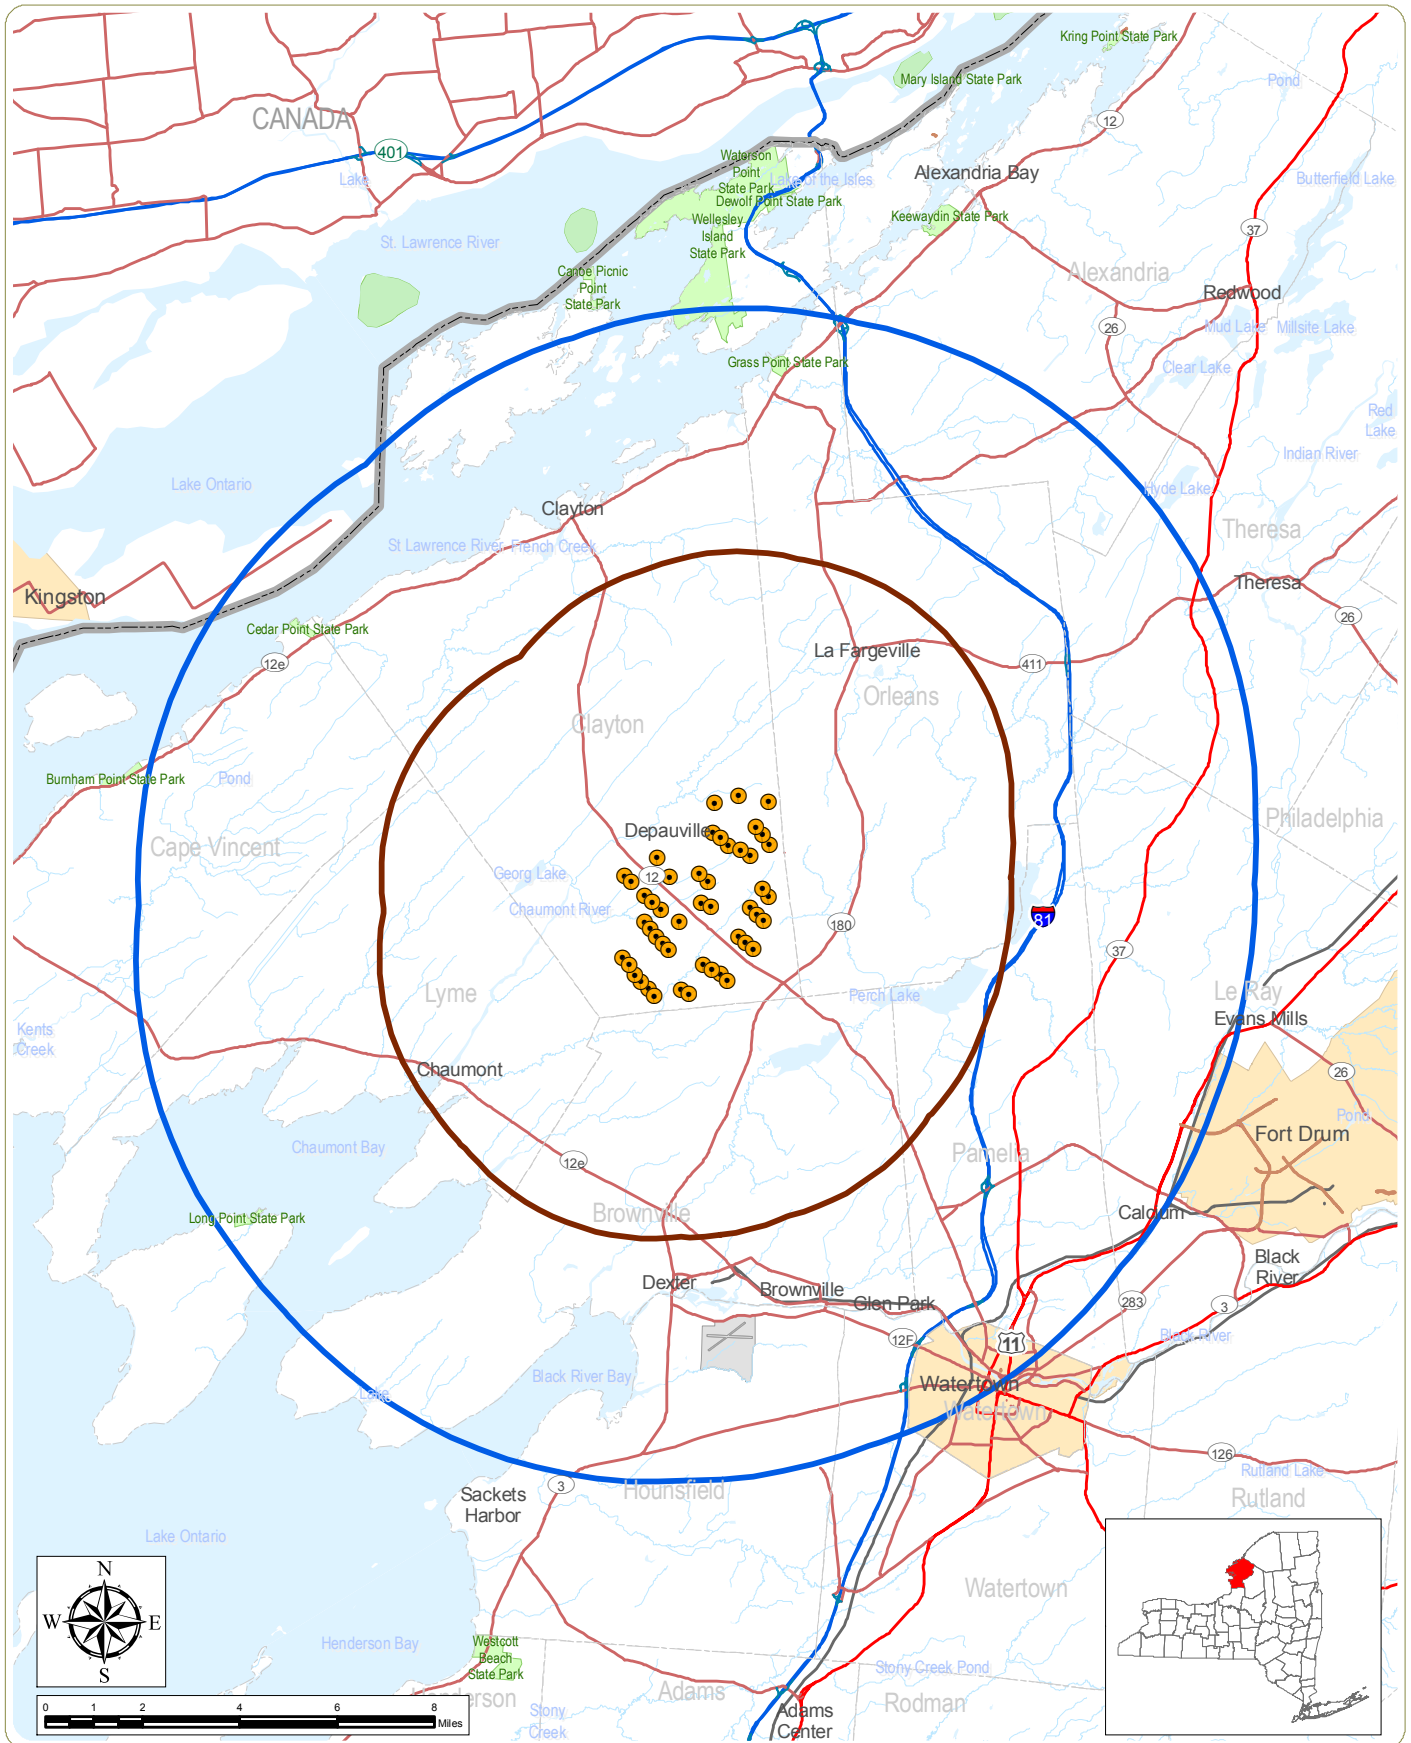 Kring Point State Park
Mary Island State Park
Pond
CANADA
12
401
Waterson
Point
State Park
Lake of the Isles
Alexandria Bay
Butterfield Lake
Lake
Dewolf Point State Park
Keewaydin State Park
Wellesley
Island
State Park
37
St. Lawrence River
Canoe Picnic
Point
State Park
Alexandria
Redwood
26
Mud Lake
Millsite Lake
Grass Point State Park
Clear Lake
Red
Lake
Indian River
Lake Ontario
Hyde Lake
Clayton
Theresa
St Lawrence River
French Creek
Theresa
Kingston
26
Cedar Point State Park
12e
La Fargeville
411
Orleans
Clayton
Burnham Point State Park
Pond
Philadelphia
Depauville
Cape Vincent
Georg Lake
12
Chaumont River
180
81
37
Lyme
Perch Lake
Le Ray
Evans Mills
Kents
Creek
Chaumont
26
Pond
Fort Drum
Chaumont Bay
Pamelia
12e
Long Point State Park
Brownville
Calcium
Black
River
Dexter
Brownville
Glen Park
283
3
12F
11
Black River
Black River Bay
Watertown
Lake
Watertown
126
Rutland Lake
3
Hounsfield
Sackets
Harbor
Rutland
Lake Ontario
N
W
E
S
Watertown
Henderson Bay
Westcott
Beach
State Park
Stony Creek Pond
Henderson
Adams
Rodman
Stony
Creek
Adams
Center
0 1 2 4 6 8
Miles